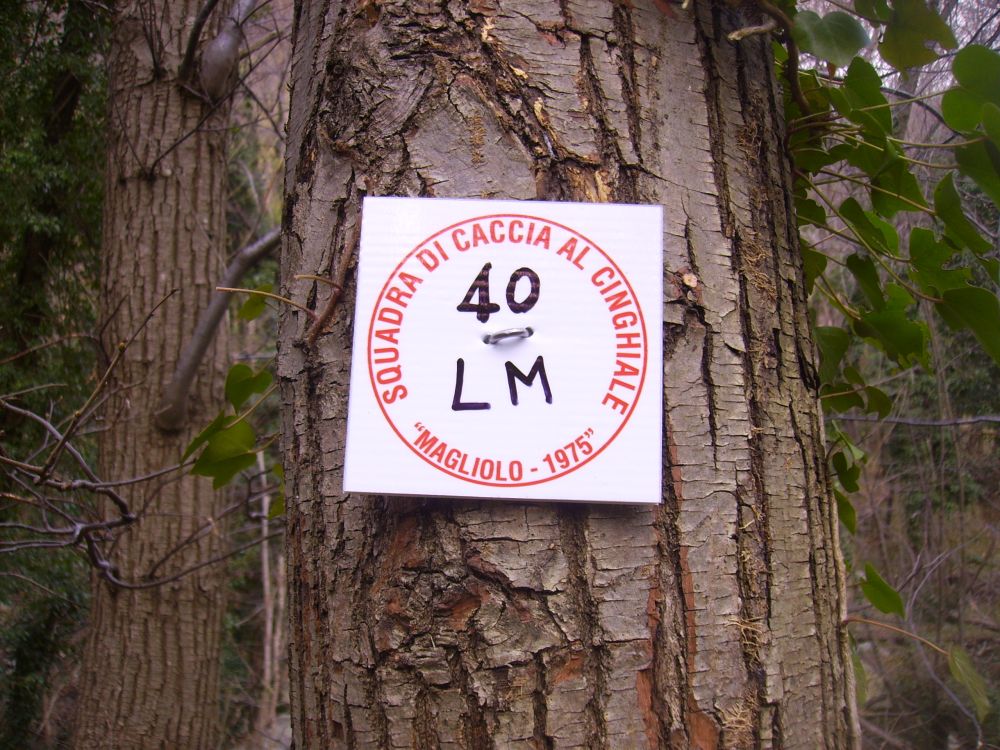 SQUADRA DI CACCIA AL CINGHIALE
40
LM
"MAGLIOLO - 1975"